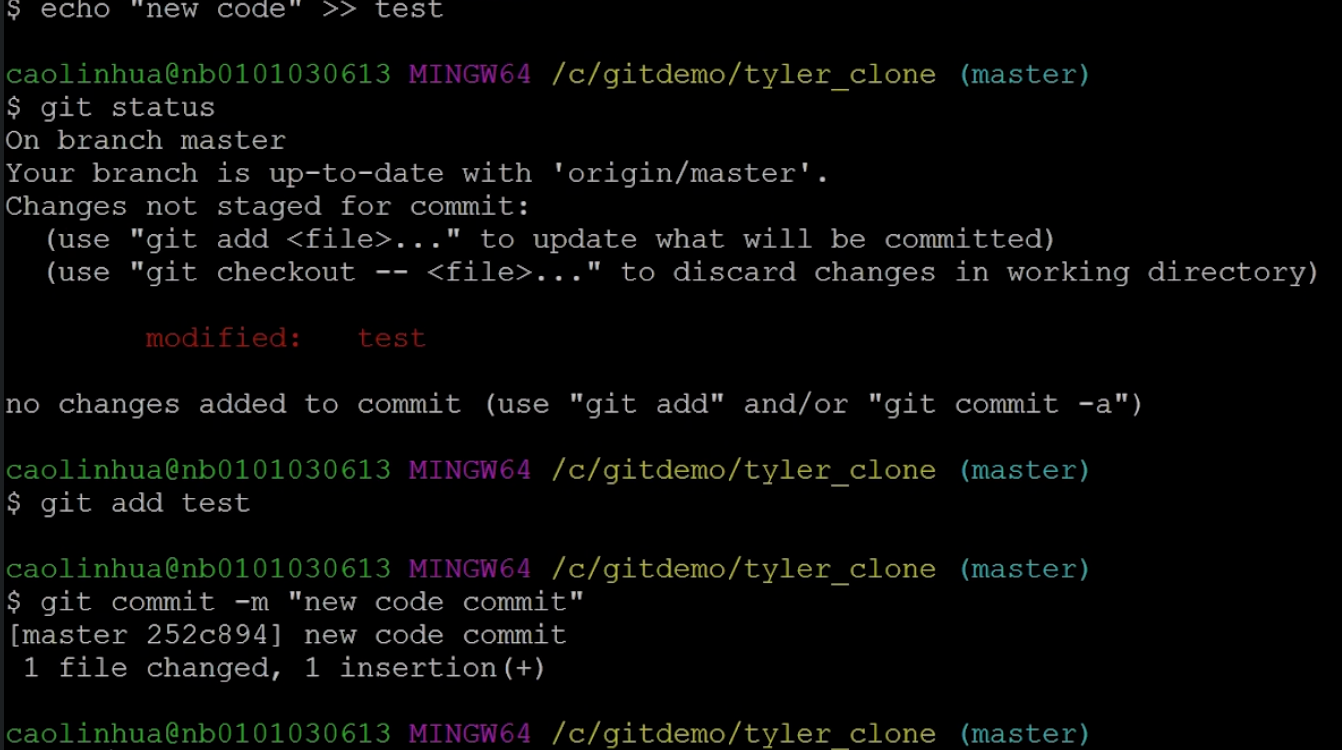 $ echo "new code" >> test
caolinhua@nb0101030613 MINGW64 /c/gitdemo/tyler_clone (master)
$ git status
On branch master
Your branch is up-to-date with 'origin/master'.
Changes not staged for commit:
  (use "git add <file>..." to update what will be committed)
  (use "git checkout -- <file>..." to discard changes in working directory)
        modified:   test
no changes added to commit (use "git add" and/or "git commit -a")
caolinhua@nb0101030613 MINGW64 /c/gitdemo/tyler_clone (master)
$ git add test
caolinhua@nb0101030613 MINGW64 /c/gitdemo/tyler_clone (master)
$ git commit -m "new code commit"
[master 252c894] new code commit
 1 file changed, 1 insertion(+)
caolinhua@nb0101030613 MINGW64 /c/gitdemo/tyler_clone (master)